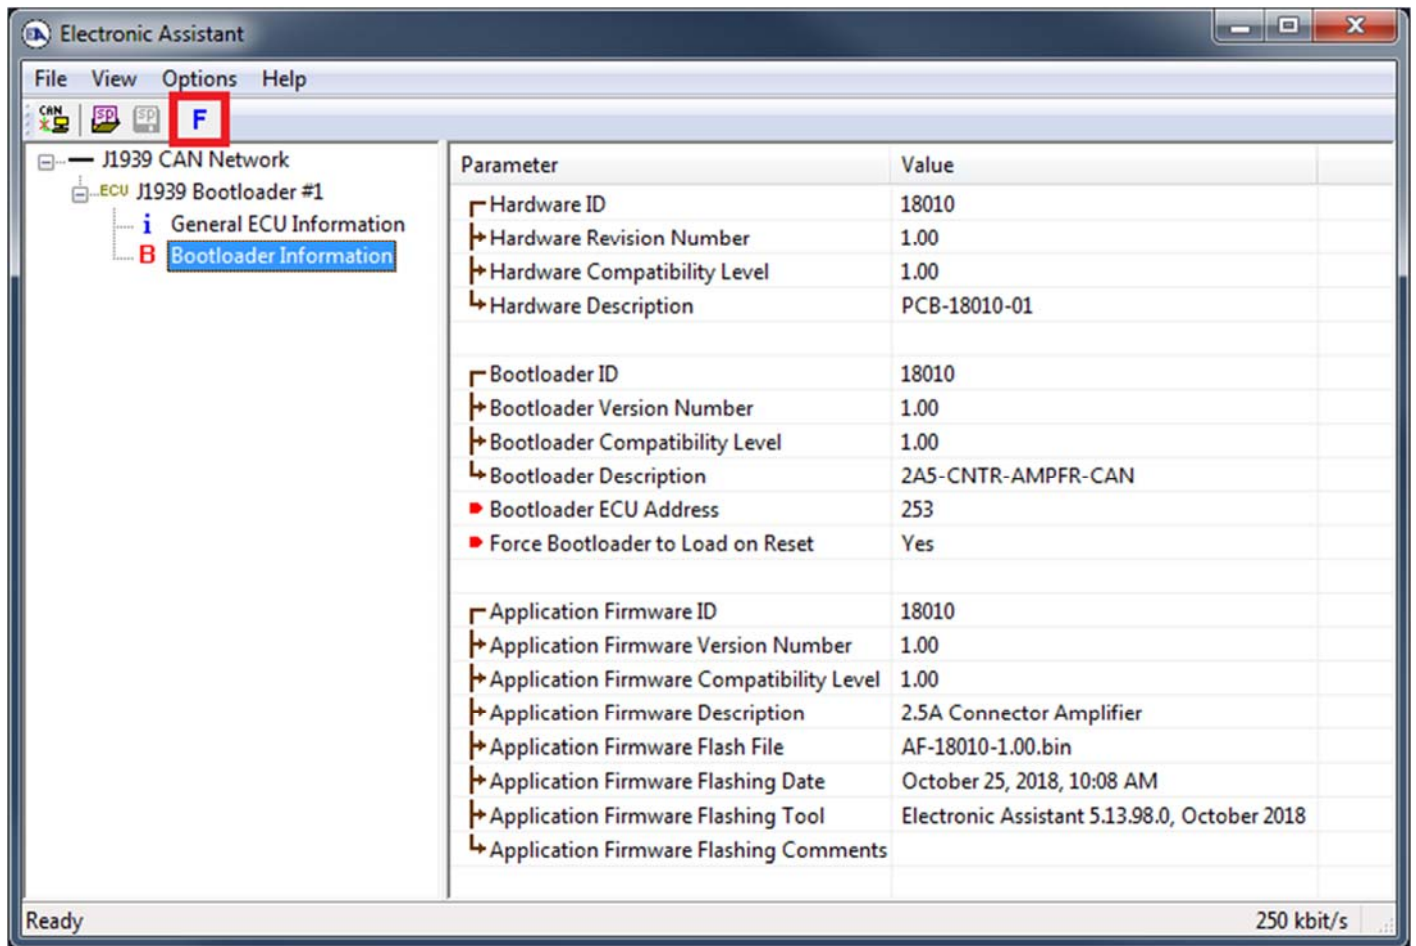 EA Electronic Assistant
File View Options Help
CAN SP SP F
J1939 CAN Network
ECU J1939 Bootloader #1
i General ECU Information
B Bootloader Information
Parameter Value
Hardware ID 18010
Hardware Revision Number 1.00
Hardware Compatibility Level 1.00
Hardware Description PCB-18010-01
Bootloader ID 18010
Bootloader Version Number 1.00
Bootloader Compatibility Level 1.00
Bootloader Description 2A5-CNTR-AMPFR-CAN
Bootloader ECU Address 253
Force Bootloader to Load on Reset Yes
Application Firmware ID 18010
Application Firmware Version Number 1.00
Application Firmware Compatibility Level 1.00
Application Firmware Description 2.5A Connector Amplifier
Application Firmware Flash File AF-18010-1.00.bin
Application Firmware Flashing Date October 25, 2018, 10:08 AM
Application Firmware Flashing Tool Electronic Assistant 5.13.98.0, October 2018
Application Firmware Flashing Comments
Ready 250 kbit/s